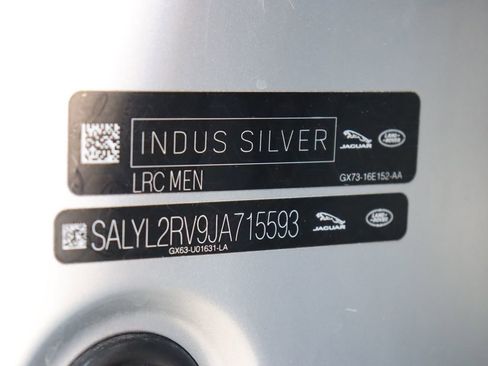 INDUS SILVER
JAGUAR
LAND-ROVER
LRC MEN
GX73-16E152-AA
SALYL2RV9JA715593
JAGUAR
LAND-ROVER
GX63-U01631-LA